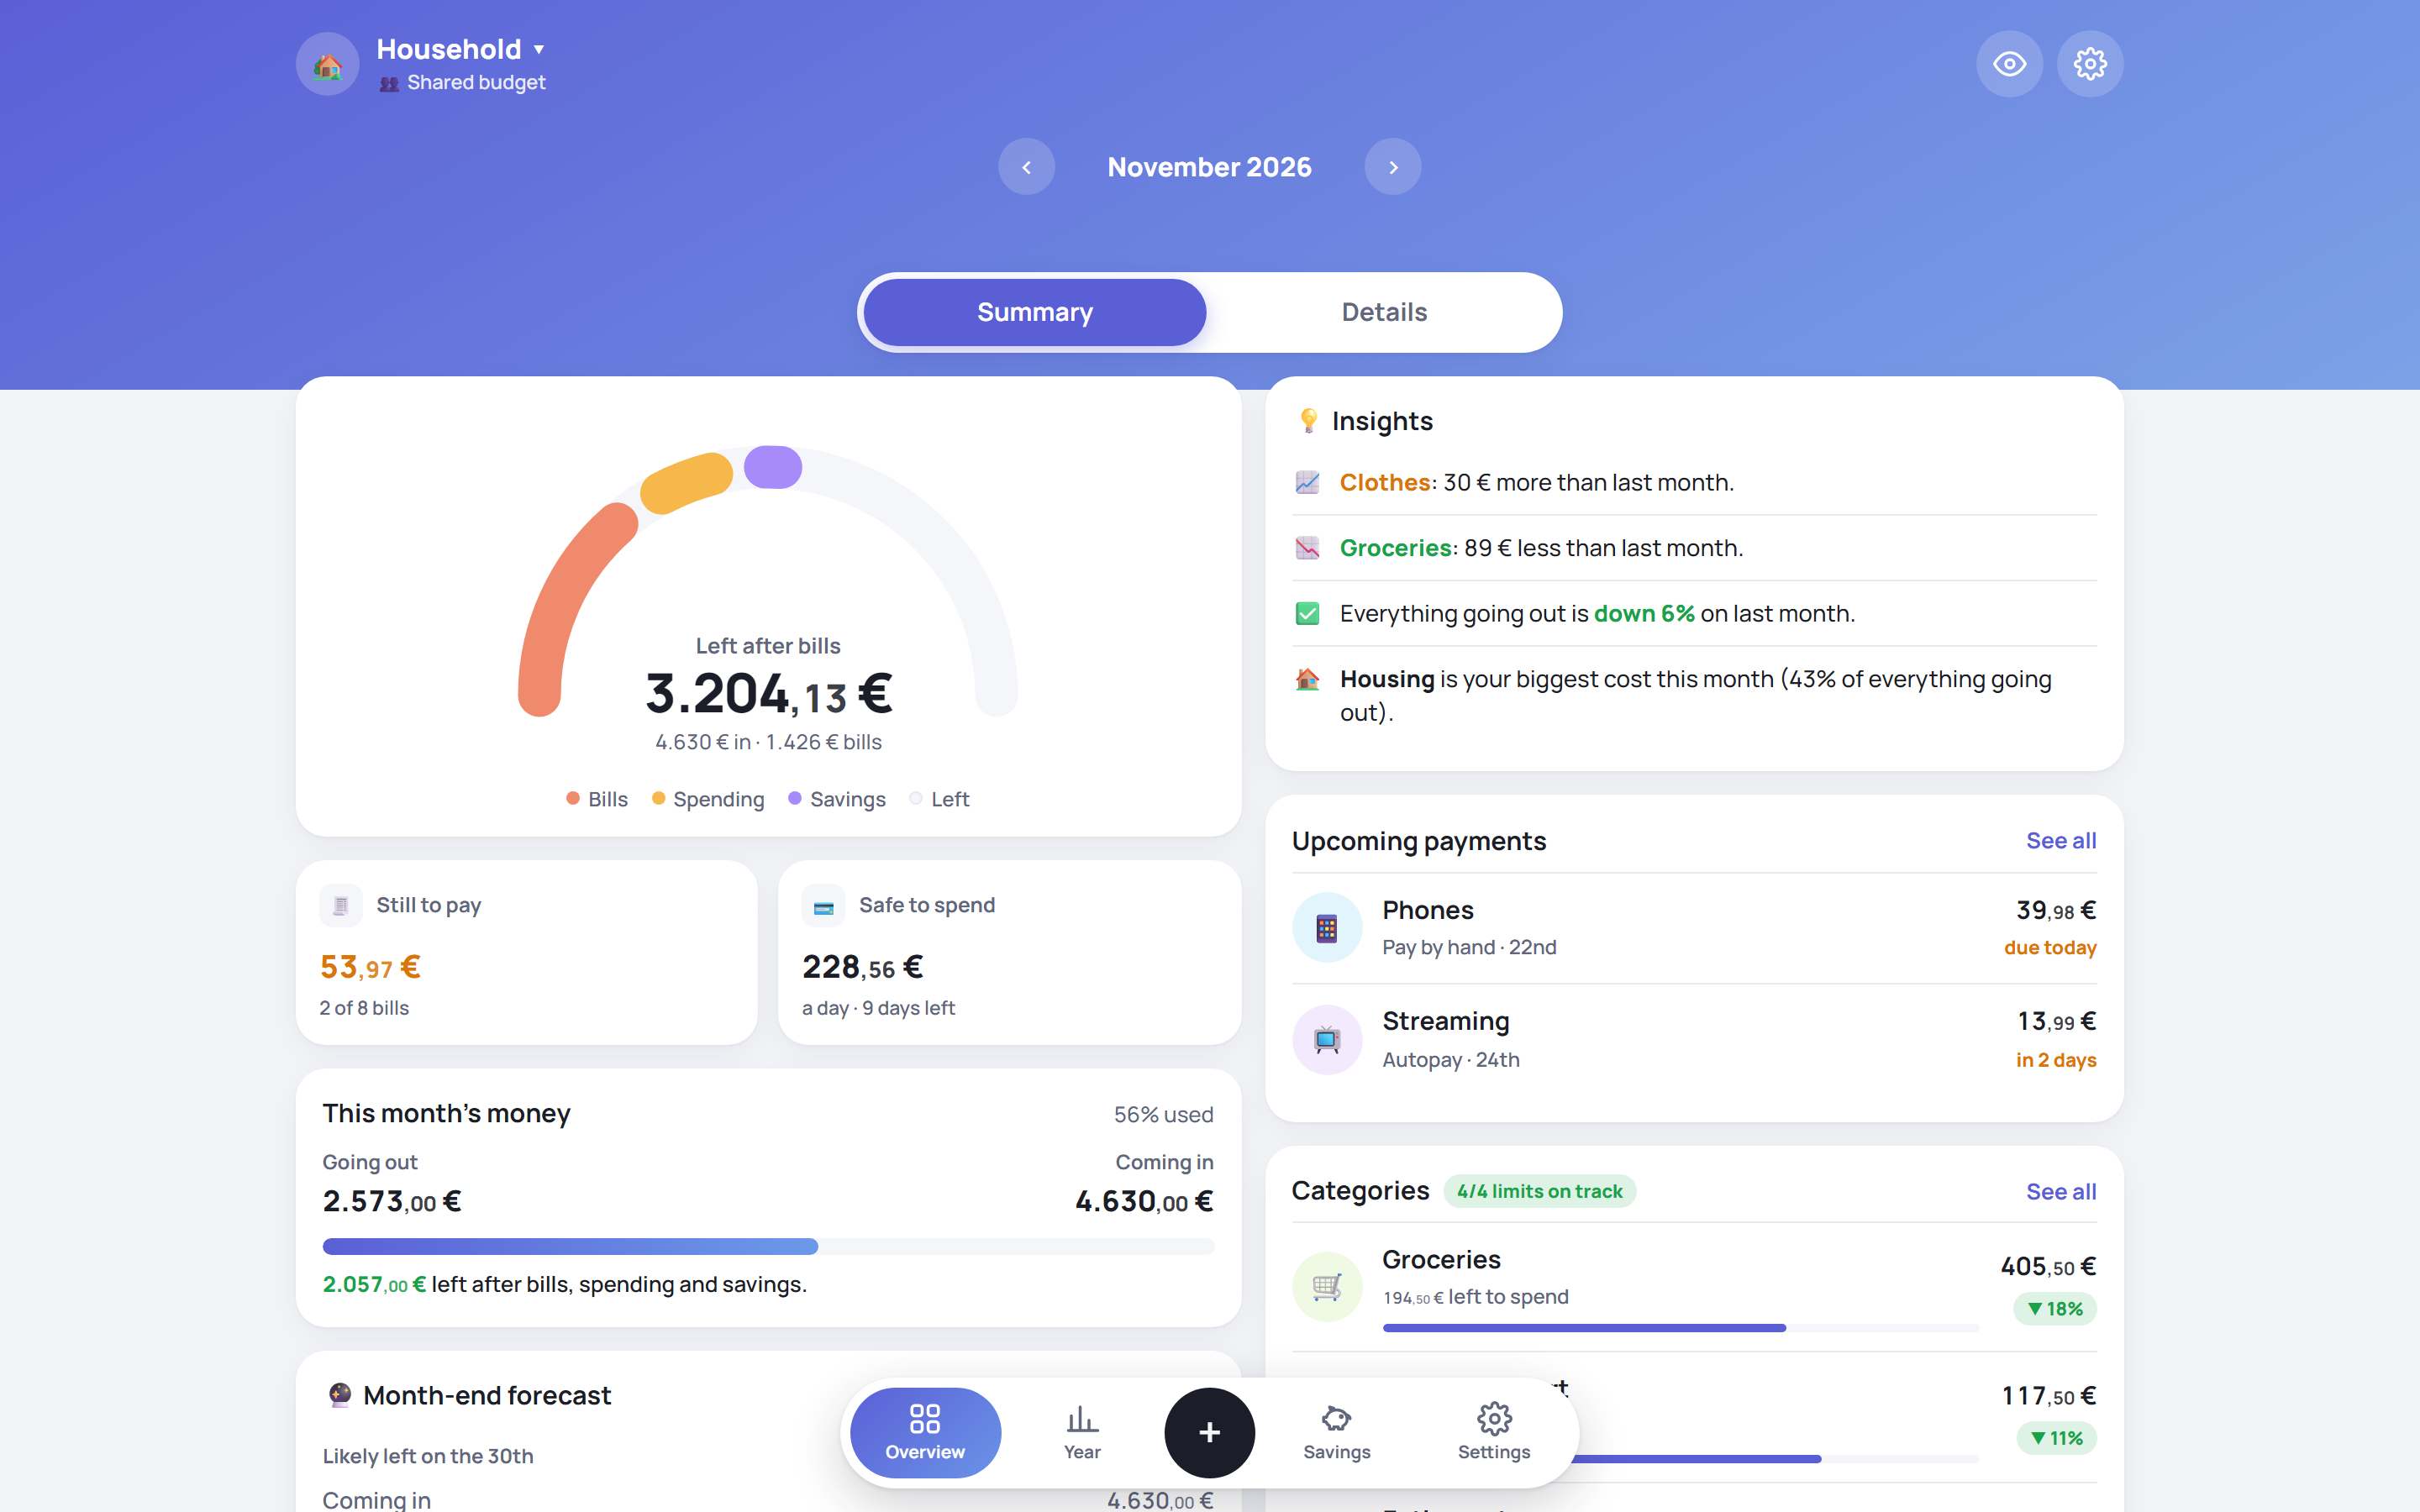 Household ▼
Shared budget
November 2026
Summary
Details
Left after bills
3.204,13 €
4.630 € in · 1.426 € bills
Bills
Spending
Savings
Left
Still to pay
53,97 €
2 of 8 bills
Safe to spend
228,56 €
a day · 9 days left
This month’s money
56% used
Going out
Coming in
2.573,00 €
4.630,00 €
2.057,00 € left after bills, spending and savings.
Month-end forecast
Likely left on the 30th
Coming in
4.630,00 €
Insights
Clothes: 30 € more than last month.
Groceries: 89 € less than last month.
Everything going out is down 6% on last month.
Housing is your biggest cost this month (43% of everything going
out).
Upcoming payments
See all
Phones
39,98 €
Pay by hand · 22nd
due today
Streaming
13,99 €
Autopay · 24th
in 2 days
Categories
4/4 limits on track
See all
Groceries
405,50 €
194,50 € left to spend
▼ 18%
117,50 €
▼ 11%
Overview
Year
+
Savings
Settings